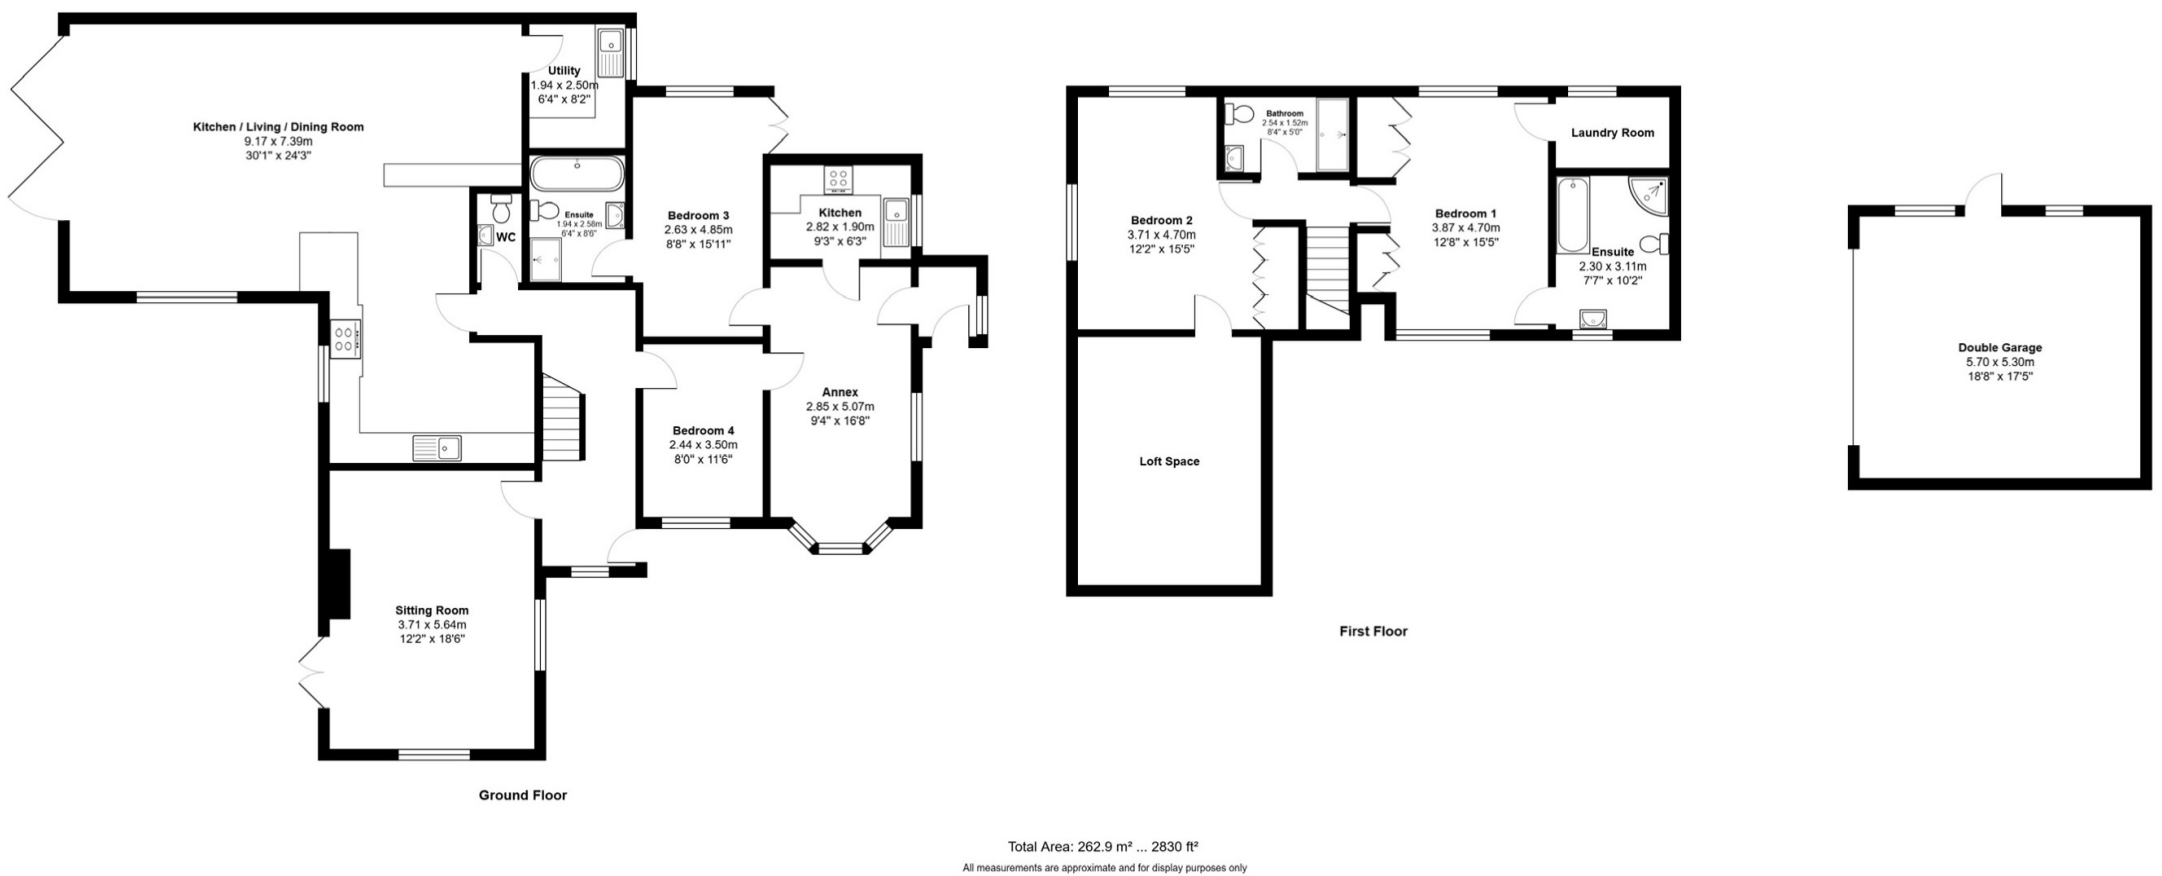 Utility
1.94 x 2.50m
6'4" x 8'2"
Kitchen / Living / Dining Room
9.17 x 7.39m
30'1" x 24'3"
WC
Ensuite
1.94 x 2.58m
6'4" x 8'6"
Bedroom 3
2.63 x 4.85m
8'8" x 15'11"
Kitchen
2.82 x 1.90m
9'3" x 6'3"
Annex
2.85 x 5.07m
9'4" x 16'8"
Bedroom 4
2.44 x 3.50m
8'0" x 11'6"
Sitting Room
3.71 x 5.64m
12'2" x 18'6"
Ground Floor
Bathroom
2.54 x 1.52m
8'4" x 5'0"
Laundry Room
Bedroom 2
3.71 x 4.70m
12'2" x 15'5"
Bedroom 1
3.87 x 4.70m
12'8" x 15'5"
Ensuite
2.30 x 3.11m
7'7" x 10'2"
Loft Space
First Floor
Double Garage
5.70 x 5.30m
18'8" x 17'5"
Total Area: 262.9 m² ... 2830 ft²
All measurements are approximate and for display purposes only